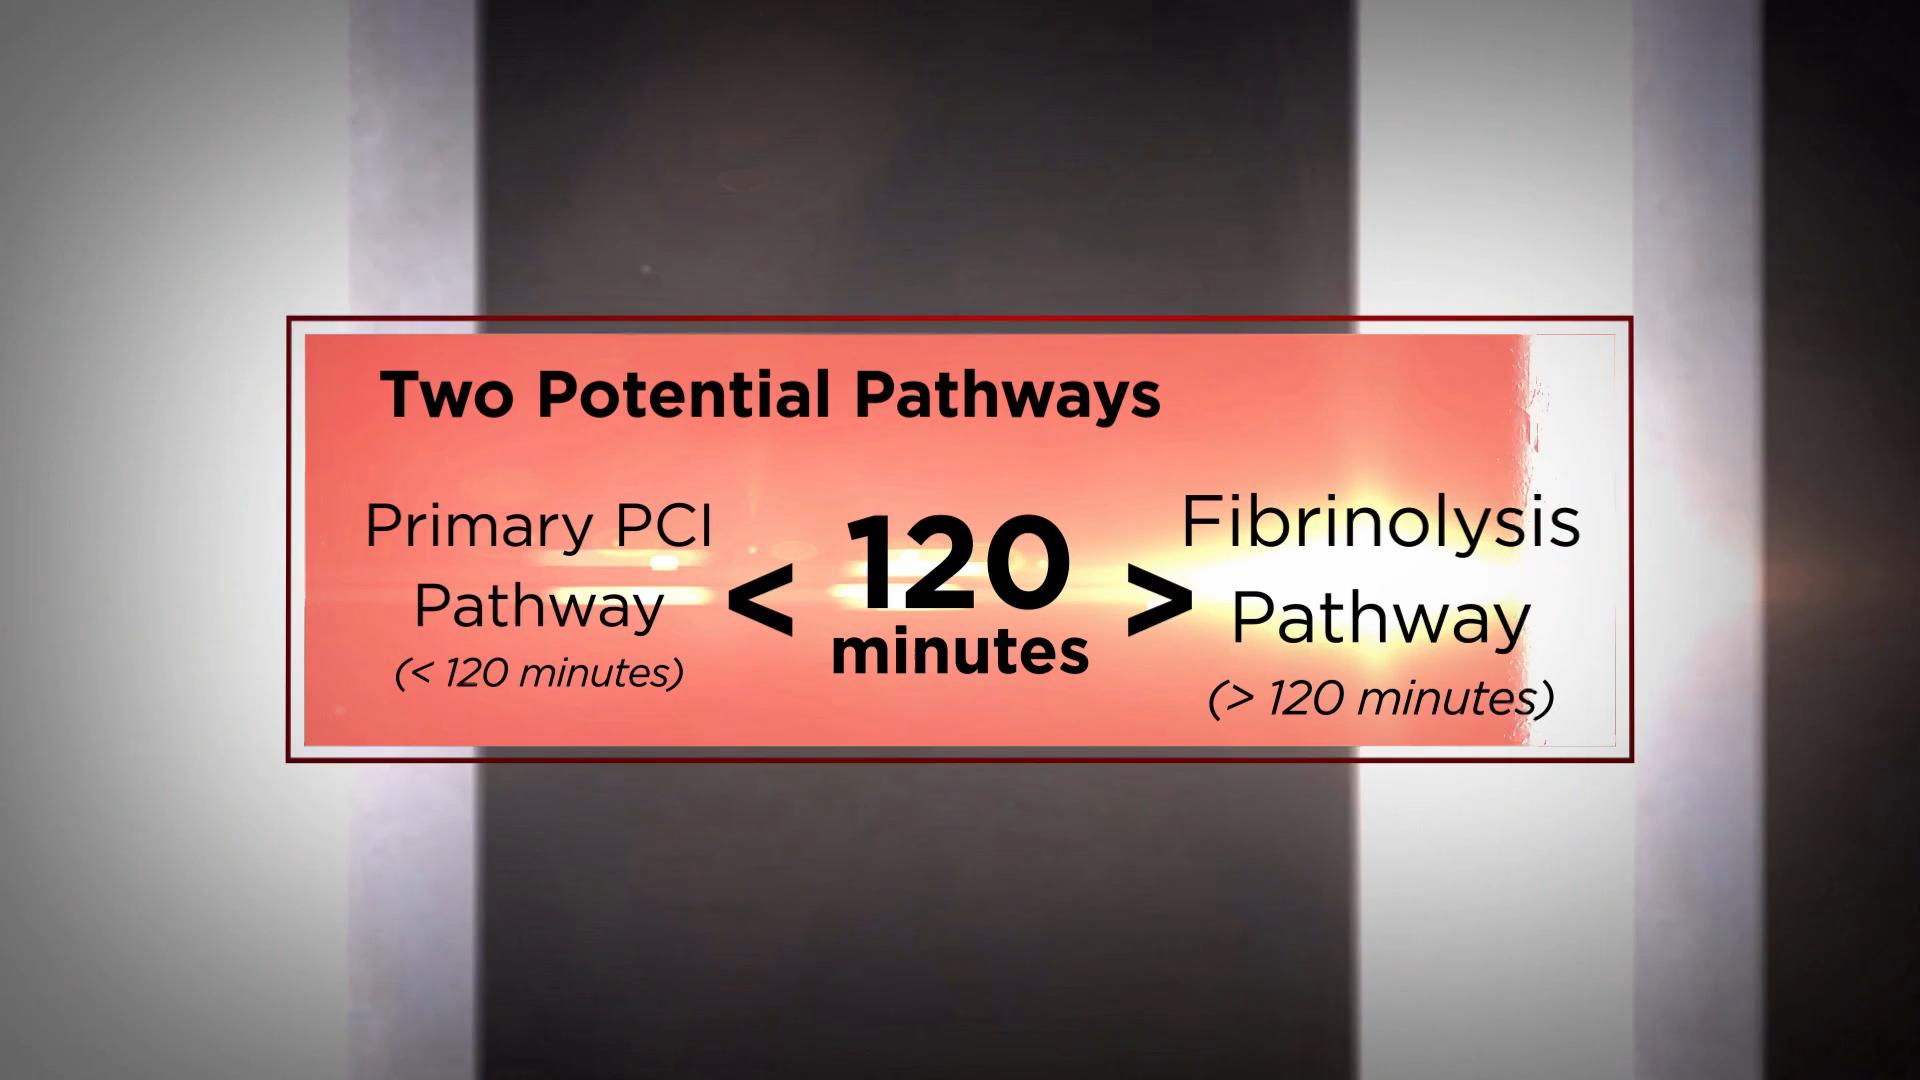 Two Potential Pathways
Primary PCI
Pathway
(< 120 minutes)
<
120
minutes
>
Fibrinolysis
Pathway
(> 120 minutes)